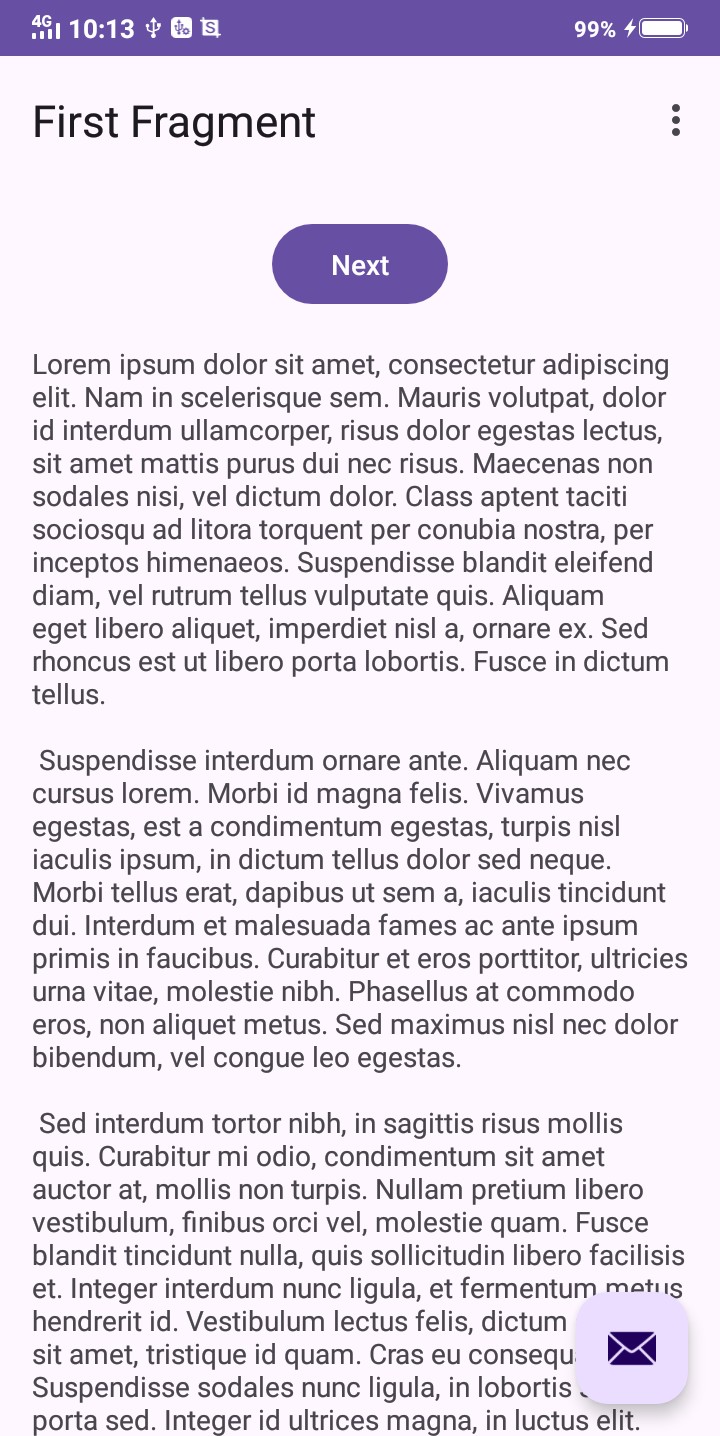 4G 10:13 99%
First Fragment
Next
Lorem ipsum dolor sit amet, consectetur adipiscing
elit. Nam in scelerisque sem. Mauris volutpat, dolor
id interdum ullamcorper, risus dolor egestas lectus,
sit amet mattis purus dui nec risus. Maecenas non
sodales nisi, vel dictum dolor. Class aptent taciti
sociosqu ad litora torquent per conubia nostra, per
inceptos himenaeos. Suspendisse blandit eleifend
diam, vel rutrum tellus vulputate quis. Aliquam
eget libero aliquet, imperdiet nisl a, ornare ex. Sed
rhoncus est ut libero porta lobortis. Fusce in dictum
tellus.
Suspendisse interdum ornare ante. Aliquam nec
cursus lorem. Morbi id magna felis. Vivamus
egestas, est a condimentum egestas, turpis nisl
iaculis ipsum, in dictum tellus dolor sed neque.
Morbi tellus erat, dapibus ut sem a, iaculis tincidunt
dui. Interdum et malesuada fames ac ante ipsum
primis in faucibus. Curabitur et eros porttitor, ultricies
urna vitae, molestie nibh. Phasellus at commodo
eros, non aliquet metus. Sed maximus nisl nec dolor
bibendum, vel congue leo egestas.
Sed interdum tortor nibh, in sagittis risus mollis
quis. Curabitur mi odio, condimentum sit amet
auctor at, mollis non turpis. Nullam pretium libero
vestibulum, finibus orci vel, molestie quam. Fusce
blandit tincidunt nulla, quis sollicitudin libero facilisis
et. Integer interdum nunc ligula, et fermentum metus
hendrerit id. Vestibulum lectus felis, dictum
sit amet, tristique id quam. Cras eu
Suspendisse sodales nunc ligula, in lobortis
porta sed. Integer id ultrices magna, in luctus elit.